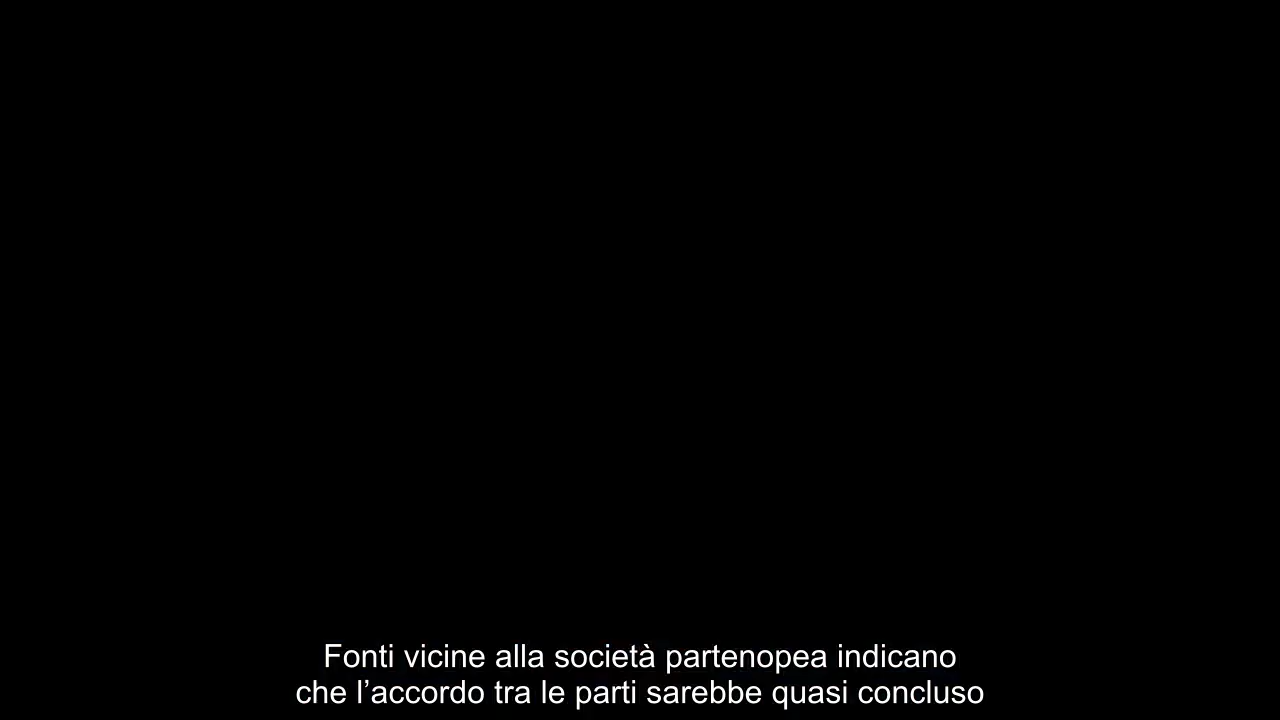 Fonti vicine alla società partenopea indicano
che l’accordo tra le parti sarebbe quasi concluso